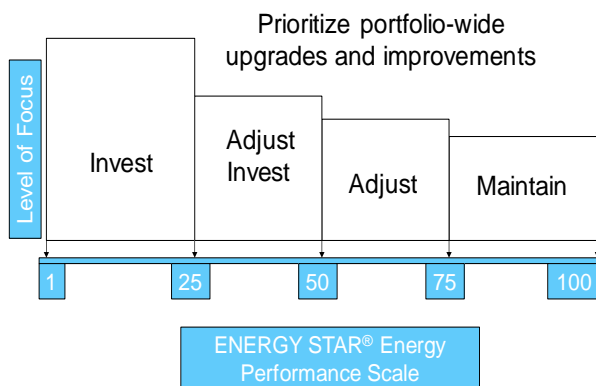 Prioritize portfolio-wide
upgrades and improvements
Level of Focus
Invest
Adjust
Invest
Adjust
Maintain
1
25
50
75
100
ENERGY STAR® Energy
Performance Scale